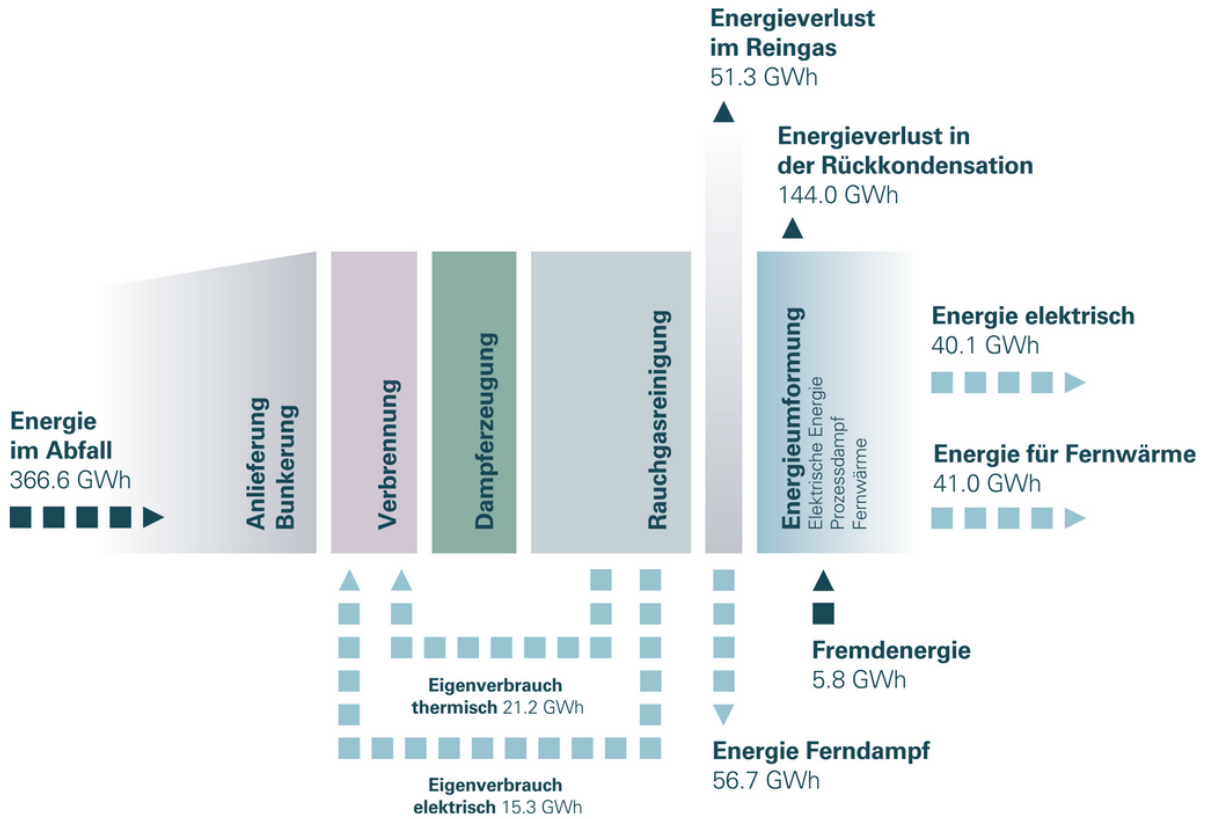 Energieverlust
im Reingas
51.3 GWh
Energieverlust in
der Rückkondensation
144.0 GWh
Energie
im Abfall
366.6 GWh
Anlieferung
Bunkerung
Verbrennung
Dampferzeugung
Rauchgasreinigung
Energieumformung
Elektrische Energie
Prozessdampf
Fernwärme
Energie elektrisch
40.1 GWh
Energie für Fernwärme
41.0 GWh
Fremdenergie
5.8 GWh
Eigenverbrauch
thermisch 21.2 GWh
Energie Ferndampf
56.7 GWh
Eigenverbrauch
elektrisch 15.3 GWh